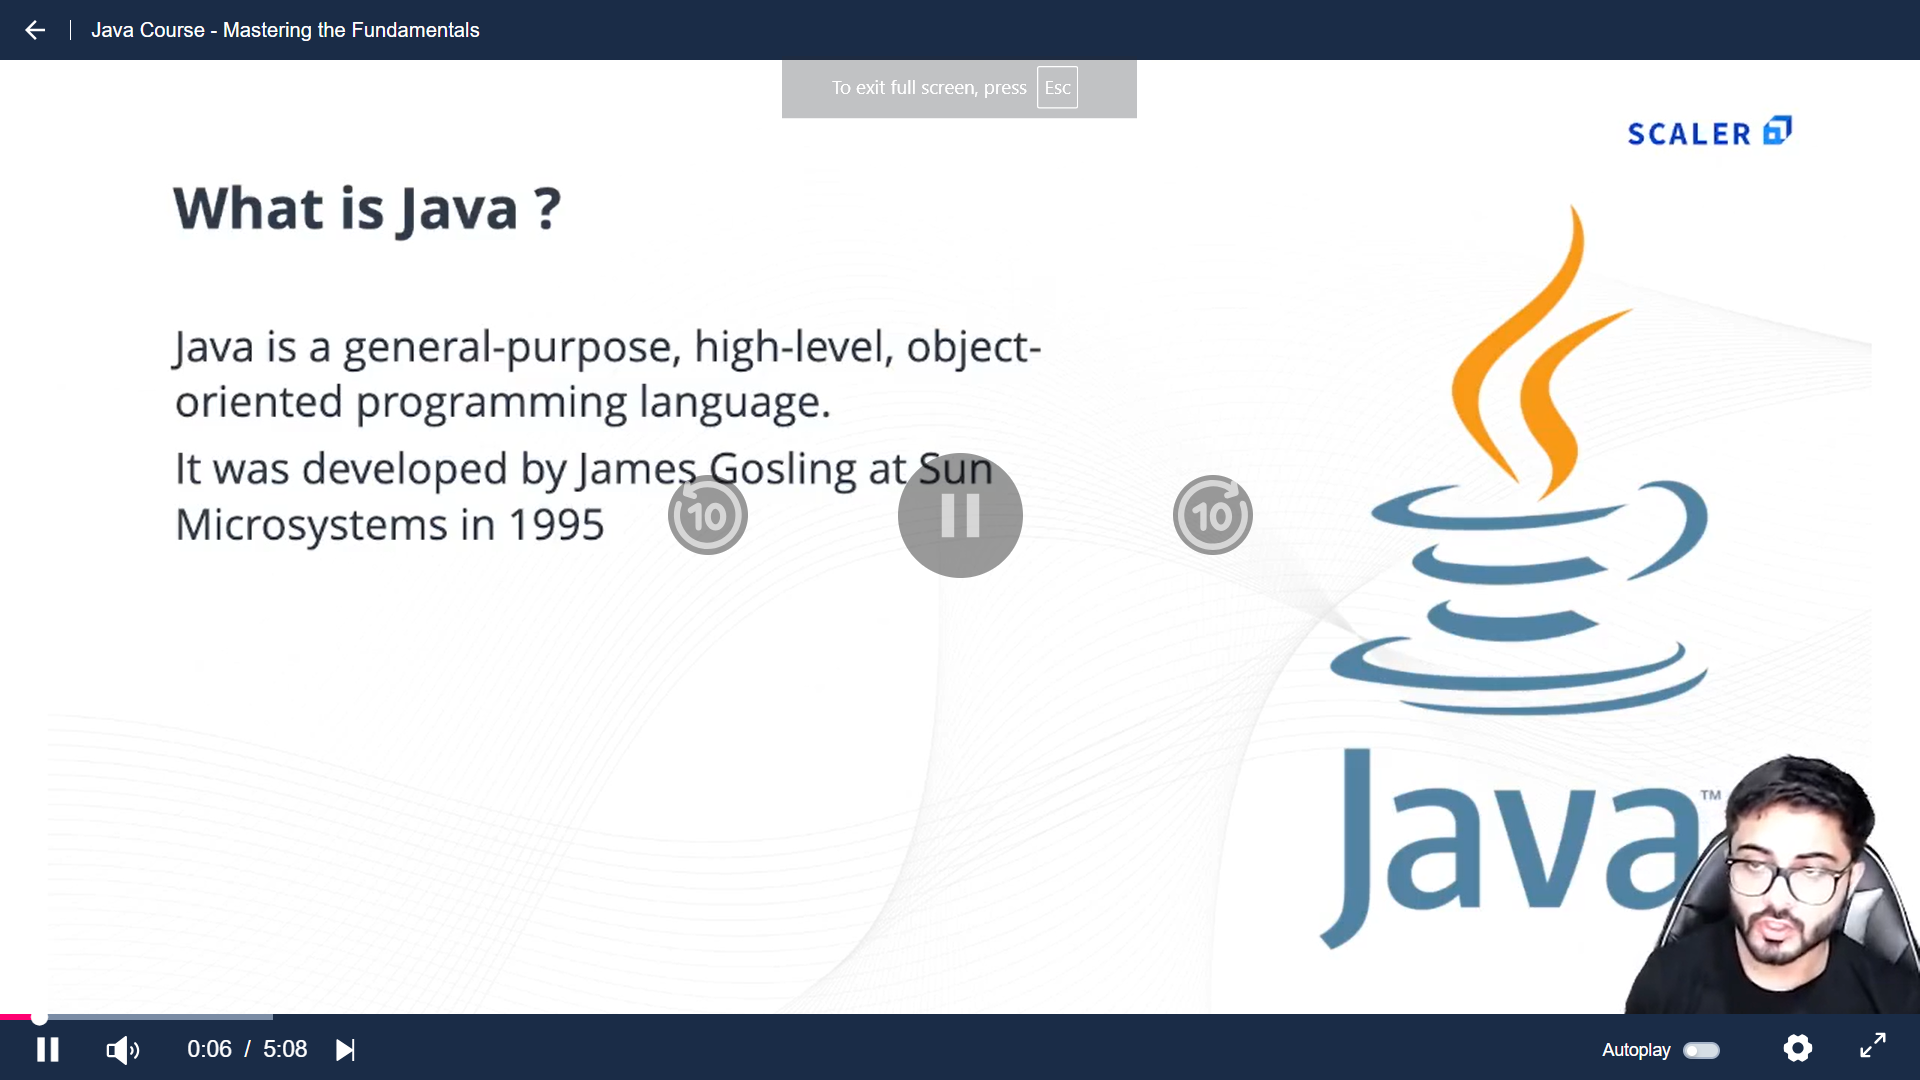 Java Course - Mastering the Fundamentals
To exit full screen, press Esc
SCALER
What is Java ?
Java is a general-purpose, high-level, object-
oriented programming language.
It was developed by James Gosling at Sun
Microsystems in 1995
10
10
Java™
0:06 / 5:08
Autoplay